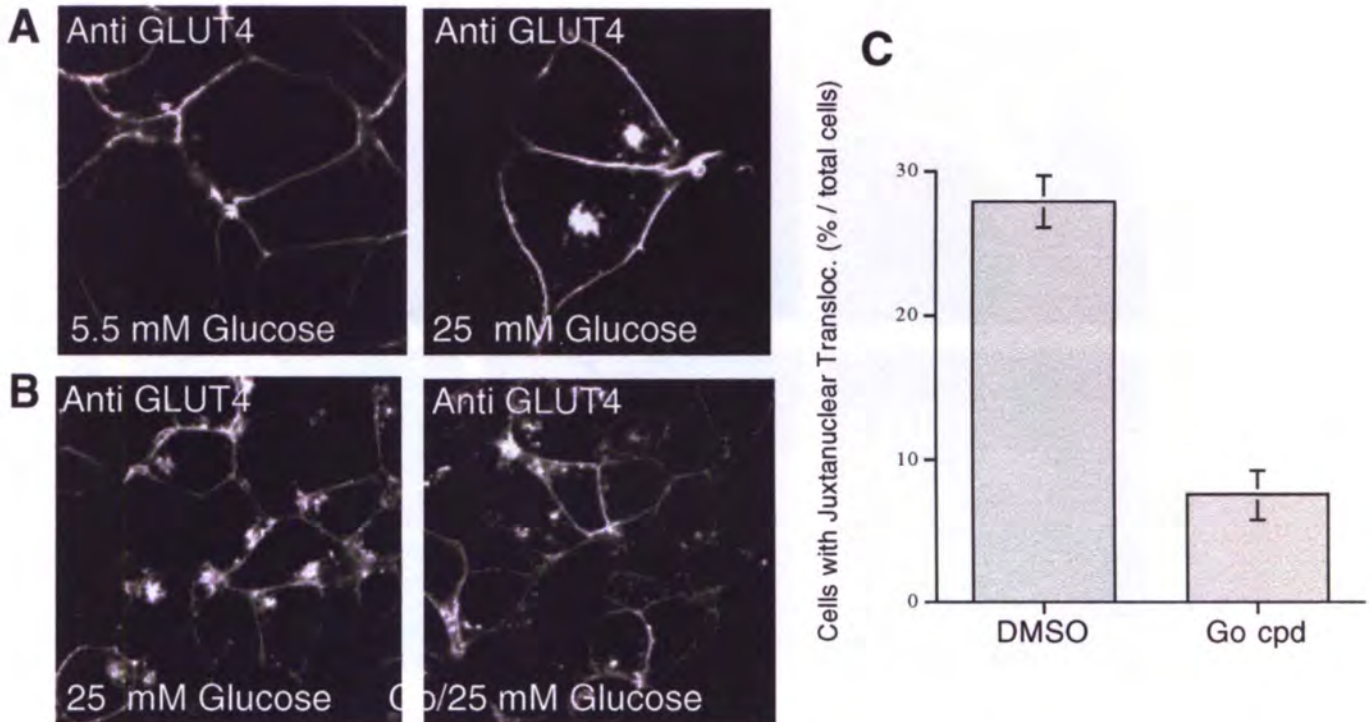 A
Anti GLUT4
Anti GLUT4
5.5 mM Glucose
25 mM Glucose
B
Anti GLUT4
Anti GLUT4
25 mM Glucose
Go/25 mM Glucose
C
Cells with Juxtanuclear Transloc. (% / total cells)
30
20
10
0
DMSO
Go cpd